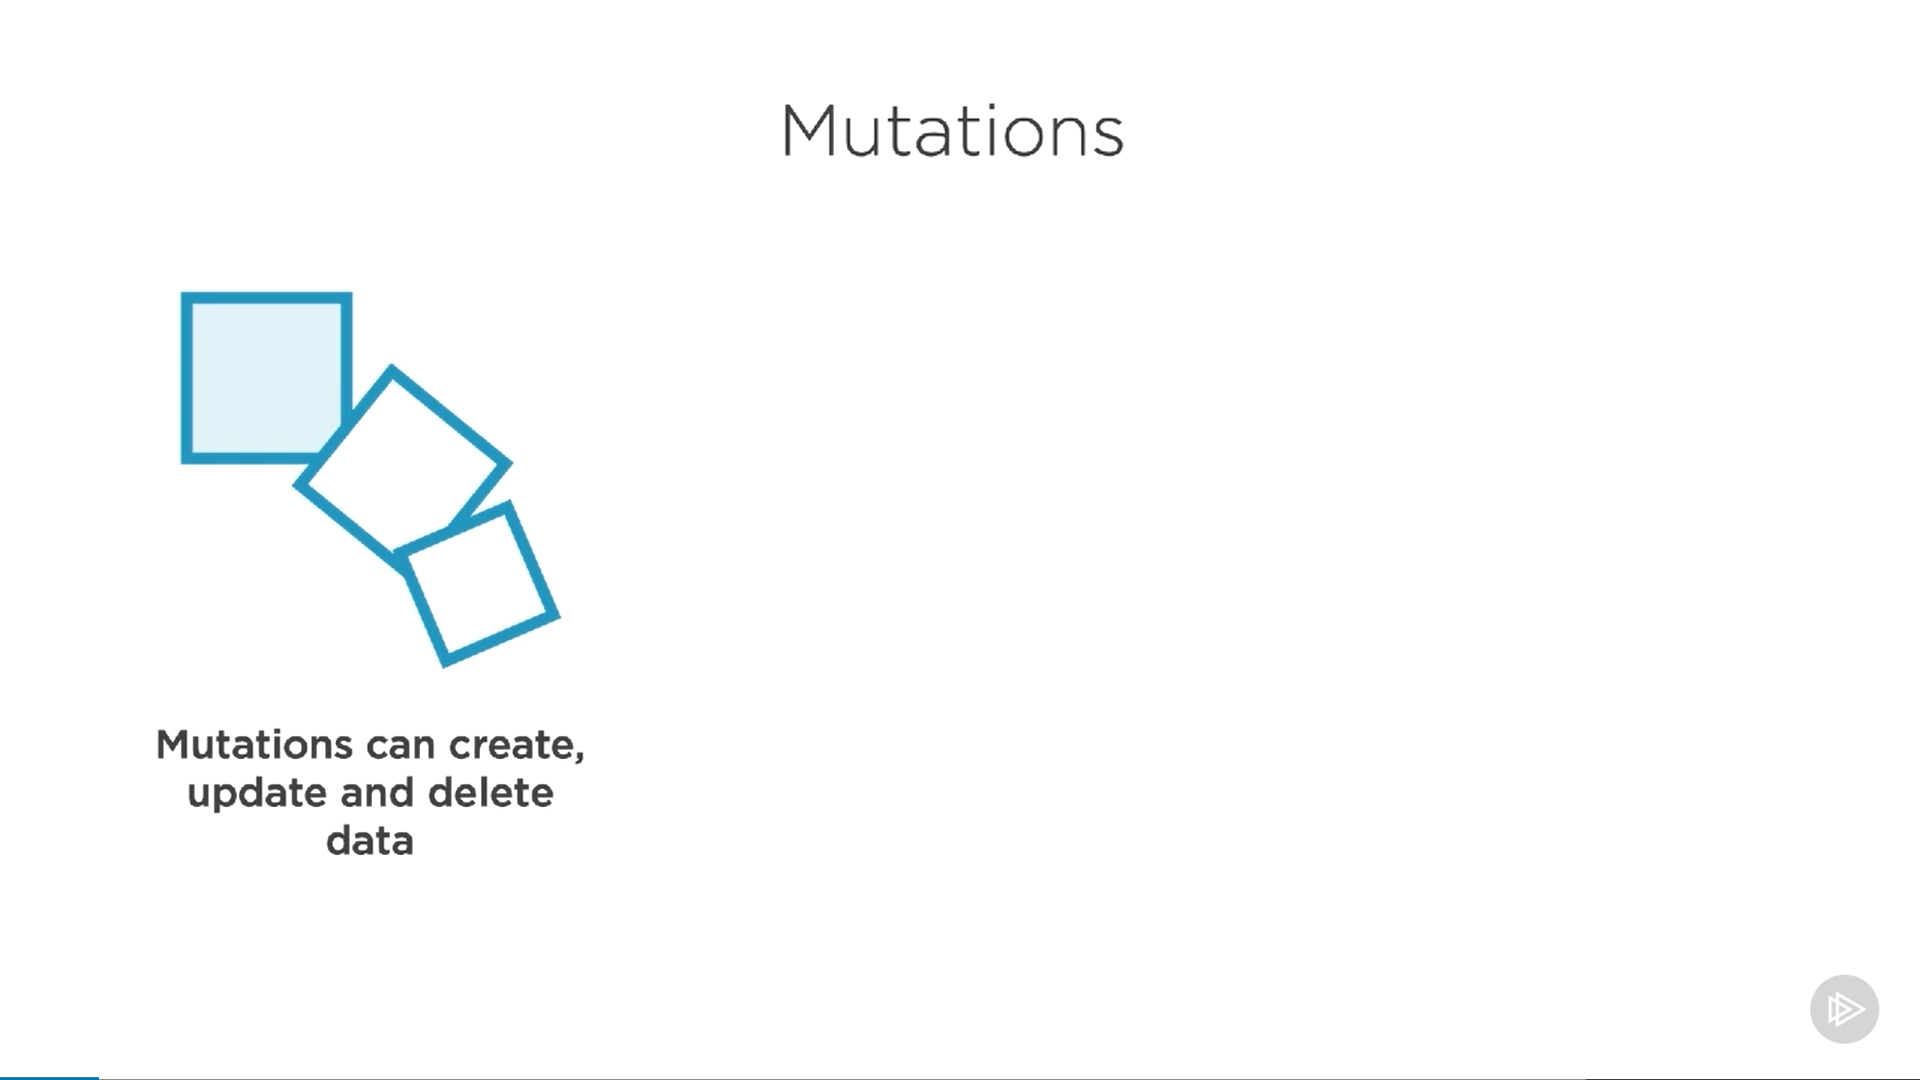 Mutations
Mutations can create,
update and delete
data